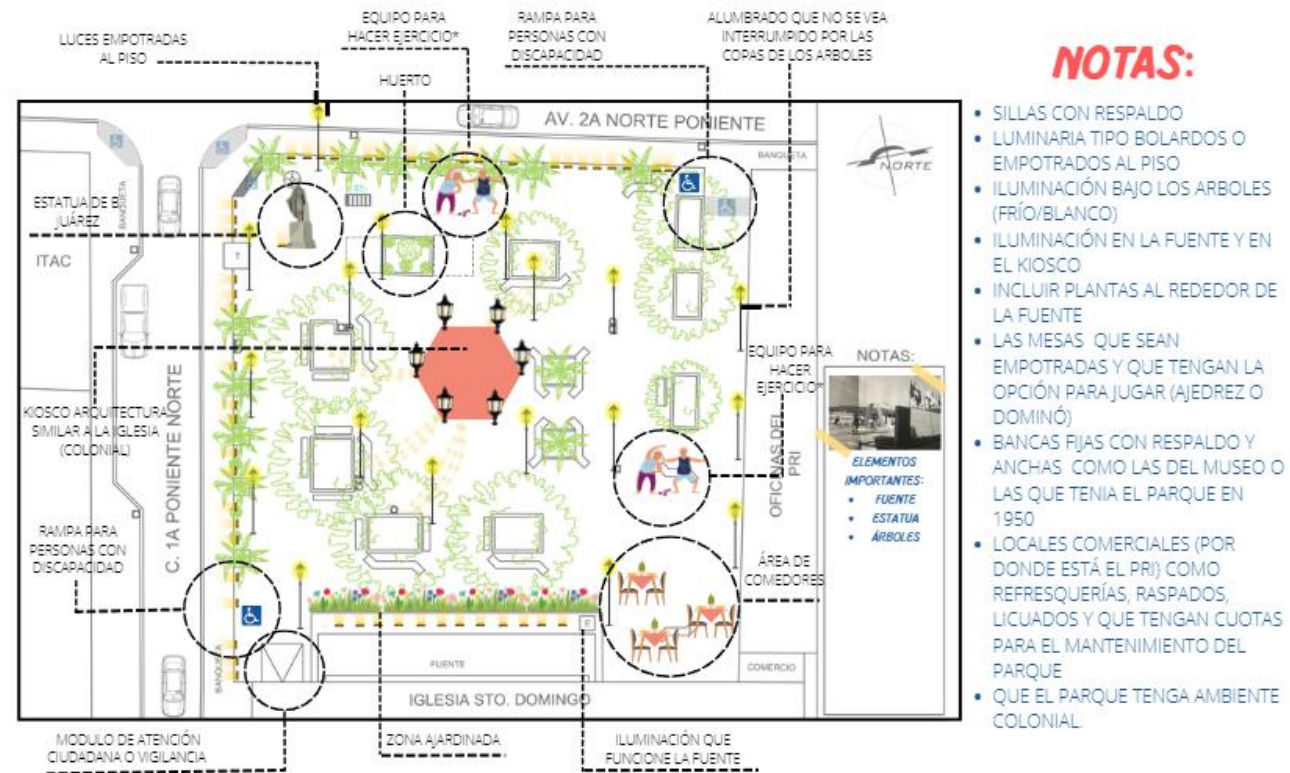 EQUIPO PARA
HACER EJERCICIO*
RAMPA PARA
PERSONAS CON
DISCAPACIDAD
ALUMBRADO QUE NO SE VEA
INTERRUMPIDO POR LAS
COPAS DE LOS ARBOLES
LUCES EMPOTRADAS
AL PISO
HUERTO
AV. 2A NORTE PONIENTE
BANQUETA
NORTE
BANQUETA
ESTATUA DE B.
JUÁREZ
ITAC
T
EQUIPO PARA
HACER
EJERCICIO*
KIOSCO ARQUITECTURA
SIMILAR A LA IGLESIA
(COLONIAL)
C. 1A PONIENTE NORTE
OFICINAS DEL
PRI
NOTAS:
ELEMENTOS
IMPORTANTES:
• FUENTE
• ESTATUA
• ÁRBOLES
RAMPA PARA
PERSONAS CON
DISCAPACIDAD
ÁREA DE
COMEDORES
BANQUETA
FUENTE
COMERCIO
IGLESIA STO. DOMINGO
MODULO DE ATENCIÓN
CIUDADANA O VIGILANCIA
ZONA AJARDINADA
ILUMINACIÓN QUE
FUNCIONE LA FUENTE
NOTAS:
• SILLAS CON RESPALDO
• LUMINARIA TIPO BOLARDOS O
EMPOTRADOS AL PISO
• ILUMINACIÓN BAJO LOS ARBOLES
(FRÍO/BLANCO)
• ILUMINACIÓN EN LA FUENTE Y EN
EL KIOSCO
• INCLUIR PLANTAS AL REDEDOR DE
LA FUENTE
• LAS MESAS QUE SEAN
EMPOTRADAS Y QUE TENGAN LA
OPCIÓN PARA JUGAR (AJEDREZ O
DOMINÓ)
• BANCAS FIJAS CON RESPALDO Y
ANCHAS COMO LAS DEL MUSEO O
LAS QUE TENIA EL PARQUE EN
1950
• LOCALES COMERCIALES (POR
DONDE ESTÁ EL PRI) COMO
REFRESQUERÍAS, RASPADOS,
LICUADOS Y QUE TENGAN CUOTAS
PARA EL MANTENIMIENTO DEL
PARQUE
• QUE EL PARQUE TENGA AMBIENTE
COLONIAL.